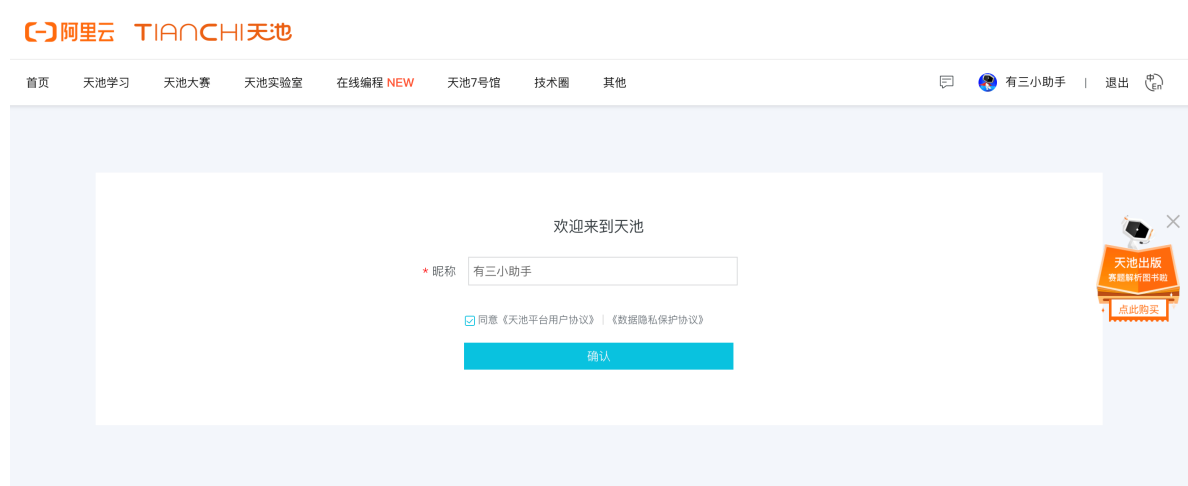 阿里云 TIANCHI天池
首页 天池学习 天池大赛 天池实验室 在线编程 NEW 天池7号馆 技术圈 其他 有三小助手 | 退出 中 En
欢迎来到天池
* 昵称 有三小助手
天池出版
赛题解析图书啦
点此购买
同意《天池平台用户协议》 | 《数据隐私保护协议》
确认